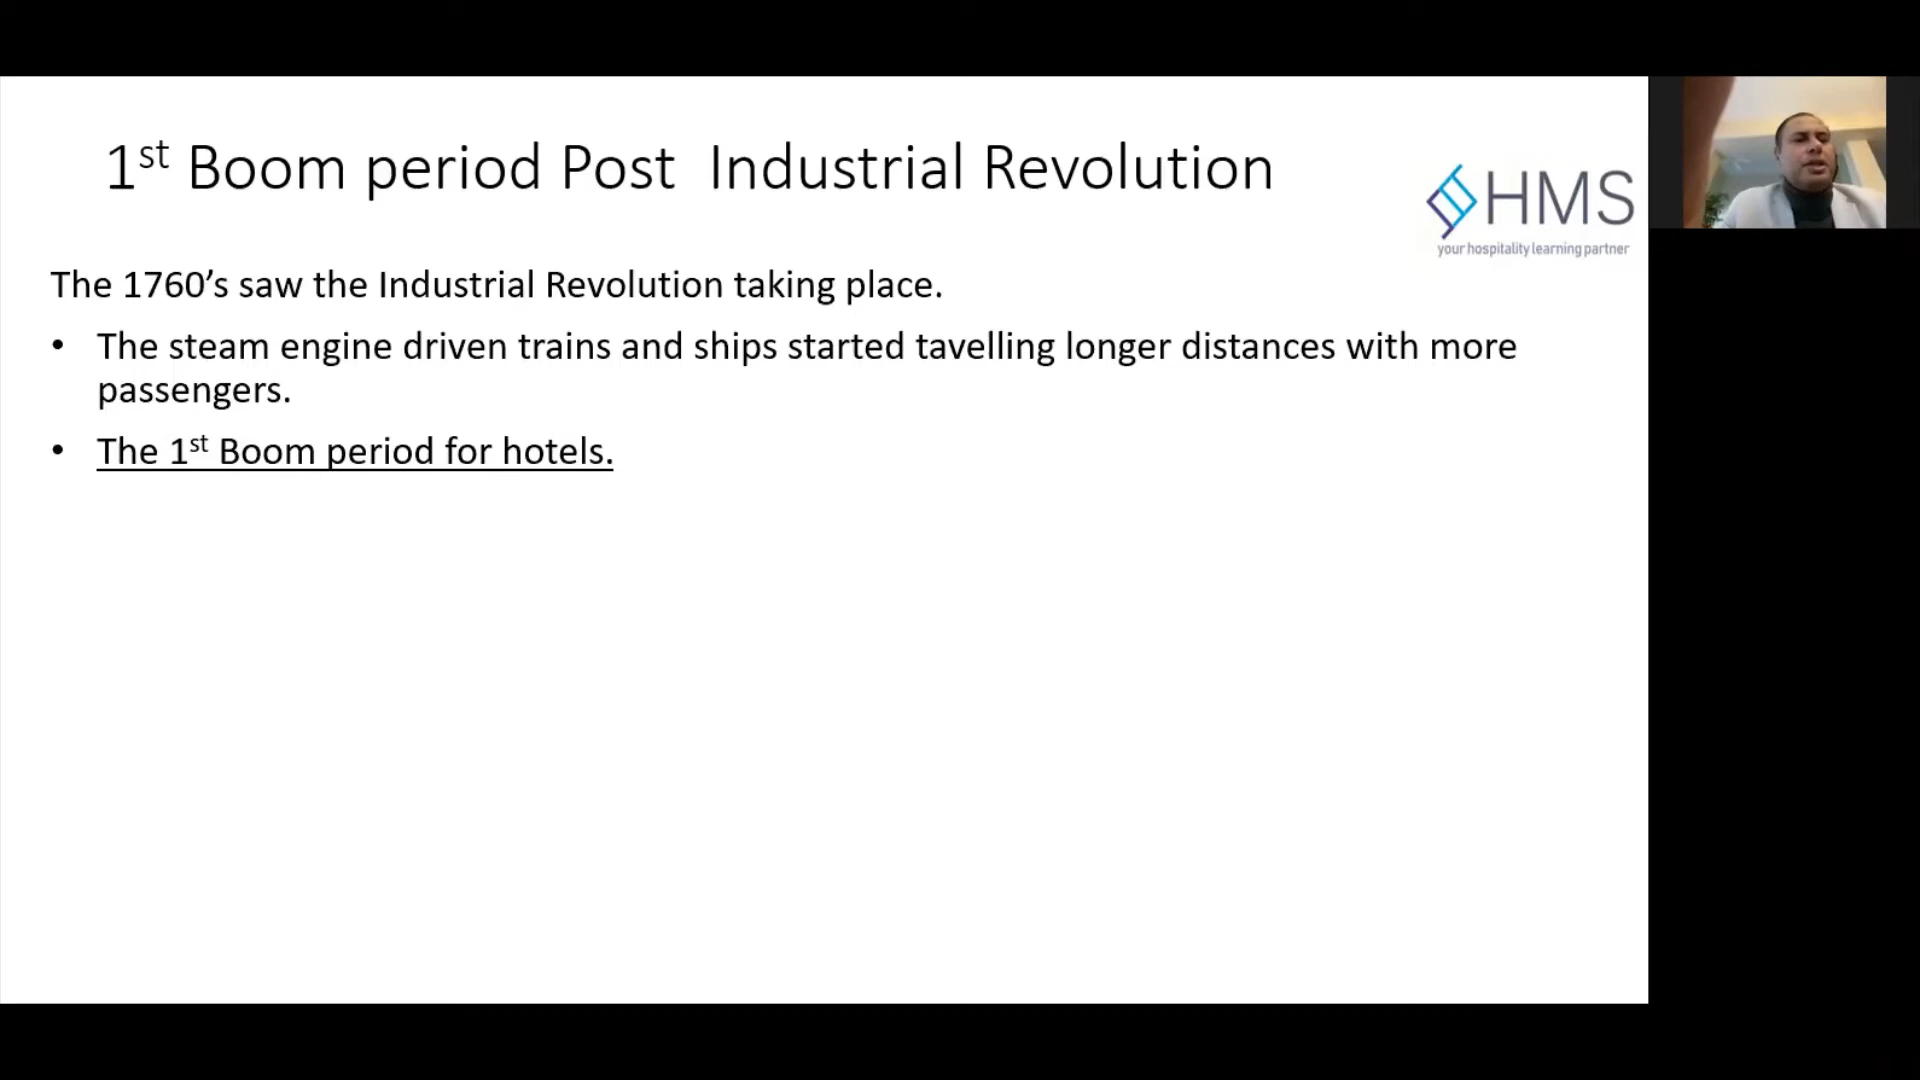 1st Boom period Post Industrial Revolution
HMS
your hospitality learning partner
The 1760’s saw the Industrial Revolution taking place.
• The steam engine driven trains and ships started tavelling longer distances with more
passengers.
• The 1st Boom period for hotels.